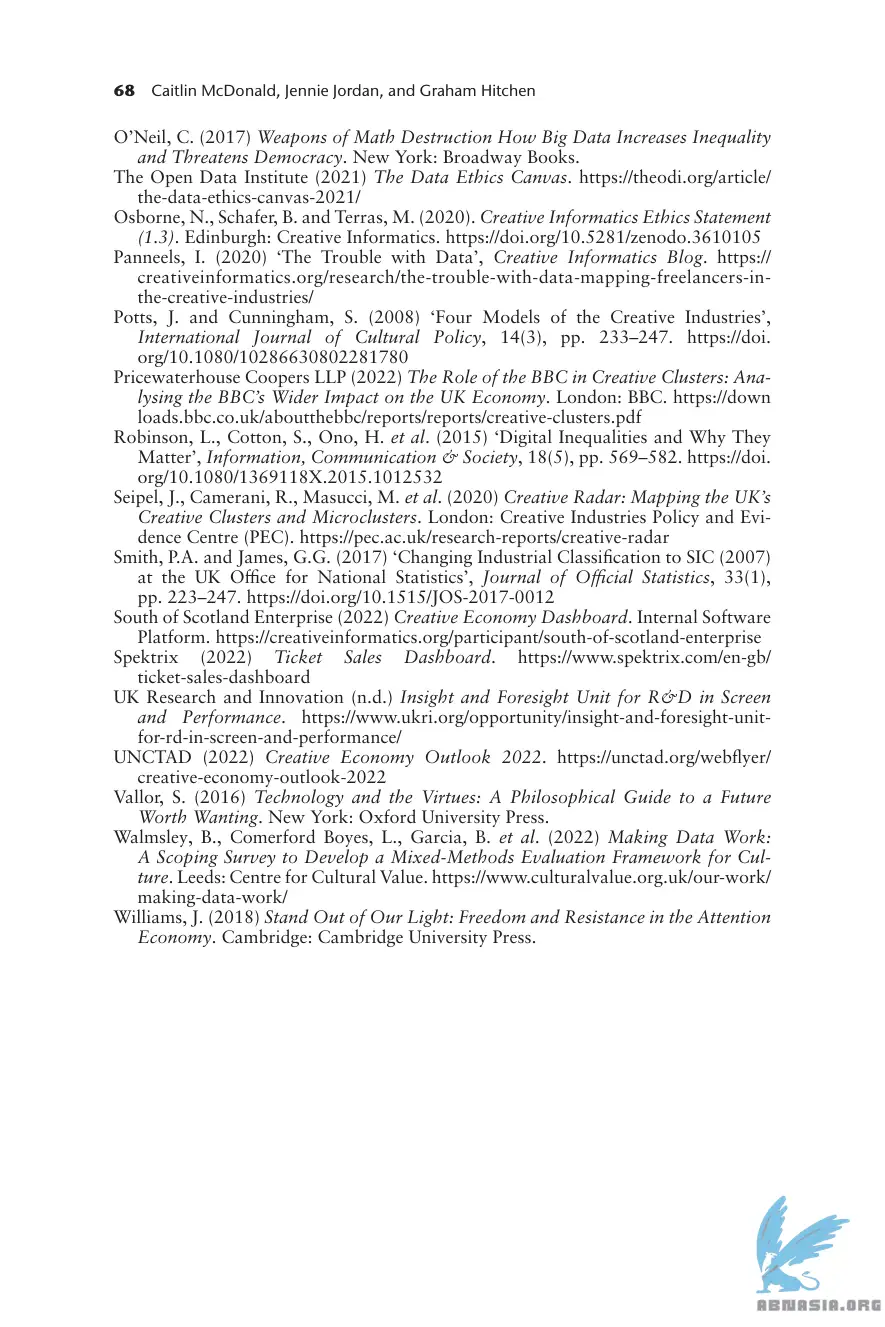 68 Caitlin McDonald, Jennie Jordan, and Graham Hitchen
O’Neil, C. (2017) Weapons of Math Destruction How Big Data Increases Inequality
and Threatens Democracy. New York: Broadway Books.
The Open Data Institute (2021) The Data Ethics Canvas. https://theodi.org/article/
the-data-ethics-canvas-2021/
Osborne, N., Schafer, B. and Terras, M. (2020). Creative Informatics Ethics Statement
(1.3). Edinburgh: Creative Informatics. https://doi.org/10.5281/zenodo.3610105
Panneels, I. (2020) ‘The Trouble with Data’, Creative Informatics Blog. https://
creativeinformatics.org/research/the-trouble-with-data-mapping-freelancers-in-
the-creative-industries/
Potts, J. and Cunningham, S. (2008) ‘Four Models of the Creative Industries’,
International Journal of Cultural Policy, 14(3), pp. 233–247. https://doi.
org/10.1080/10286630802281780
Pricewaterhouse Coopers LLP (2022) The Role of the BBC in Creative Clusters: Ana-
lysing the BBC’s Wider Impact on the UK Economy. London: BBC. https://down
loads.bbc.co.uk/aboutthebbc/reports/reports/creative-clusters.pdf
Robinson, L., Cotton, S., Ono, H. et al. (2015) ‘Digital Inequalities and Why They
Matter’, Information, Communication & Society, 18(5), pp. 569–582. https://doi.
org/10.1080/1369118X.2015.1012532
Seipel, J., Camerani, R., Masucci, M. et al. (2020) Creative Radar: Mapping the UK’s
Creative Clusters and Microclusters. London: Creative Industries Policy and Evi-
dence Centre (PEC). https://pec.ac.uk/research-reports/creative-radar
Smith, P.A. and James, G.G. (2017) ‘Changing Industrial Classification to SIC (2007)
at the UK Office for National Statistics’, Journal of Official Statistics, 33(1),
pp. 223–247. https://doi.org/10.1515/JOS-2017-0012
South of Scotland Enterprise (2022) Creative Economy Dashboard. Internal Software
Platform. https://creativeinformatics.org/participant/south-of-scotland-enterprise
Spektrix (2022) Ticket Sales Dashboard. https://www.spektrix.com/en-gb/
ticket-sales-dashboard
UK Research and Innovation (n.d.) Insight and Foresight Unit for R&D in Screen
and Performance. https://www.ukri.org/opportunity/insight-and-foresight-unit-
for-rd-in-screen-and-performance/
UNCTAD (2022) Creative Economy Outlook 2022. https://unctad.org/webflyer/
creative-economy-outlook-2022
Vallor, S. (2016) Technology and the Virtues: A Philosophical Guide to a Future
Worth Wanting. New York: Oxford University Press.
Walmsley, B., Comerford Boyes, L., Garcia, B. et al. (2022) Making Data Work:
A Scoping Survey to Develop a Mixed-Methods Evaluation Framework for Cul-
ture. Leeds: Centre for Cultural Value. https://www.culturalvalue.org.uk/our-work/
making-data-work/
Williams, J. (2018) Stand Out of Our Light: Freedom and Resistance in the Attention
Economy. Cambridge: Cambridge University Press.
ABNASIA.ORG